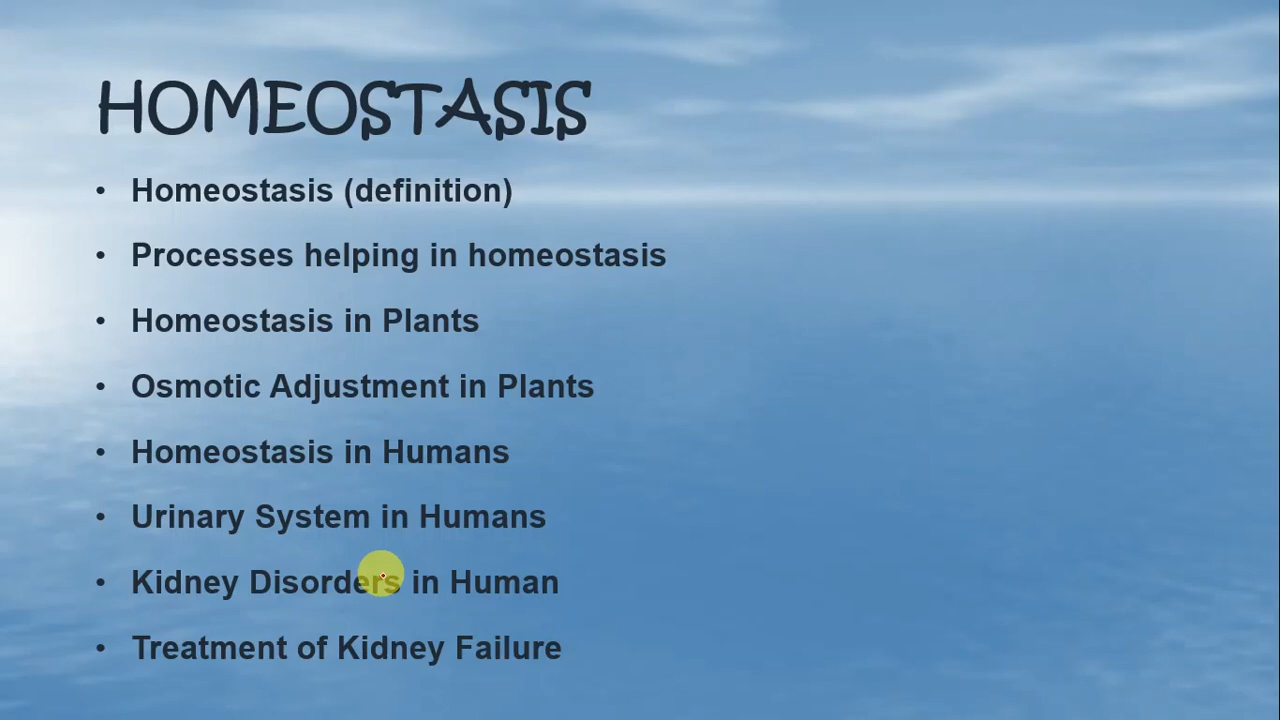 HOMEOSTASIS
• Homeostasis (definition)
• Processes helping in homeostasis
• Homeostasis in Plants
• Osmotic Adjustment in Plants
• Homeostasis in Humans
• Urinary System in Humans
• Kidney Disorders in Human
• Treatment of Kidney Failure